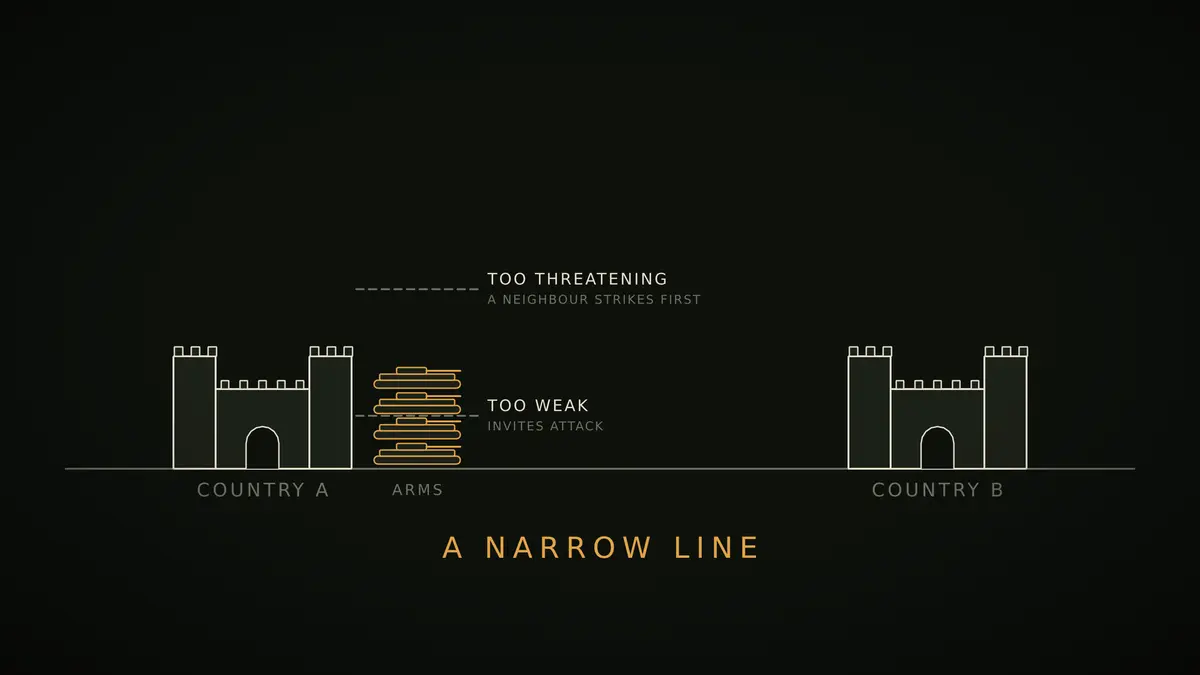 TOO THREATENING
A NEIGHBOUR STRIKES FIRST
TOO WEAK
INVITES ATTACK
COUNTRY A
ARMS
COUNTRY B
A NARROW LINE